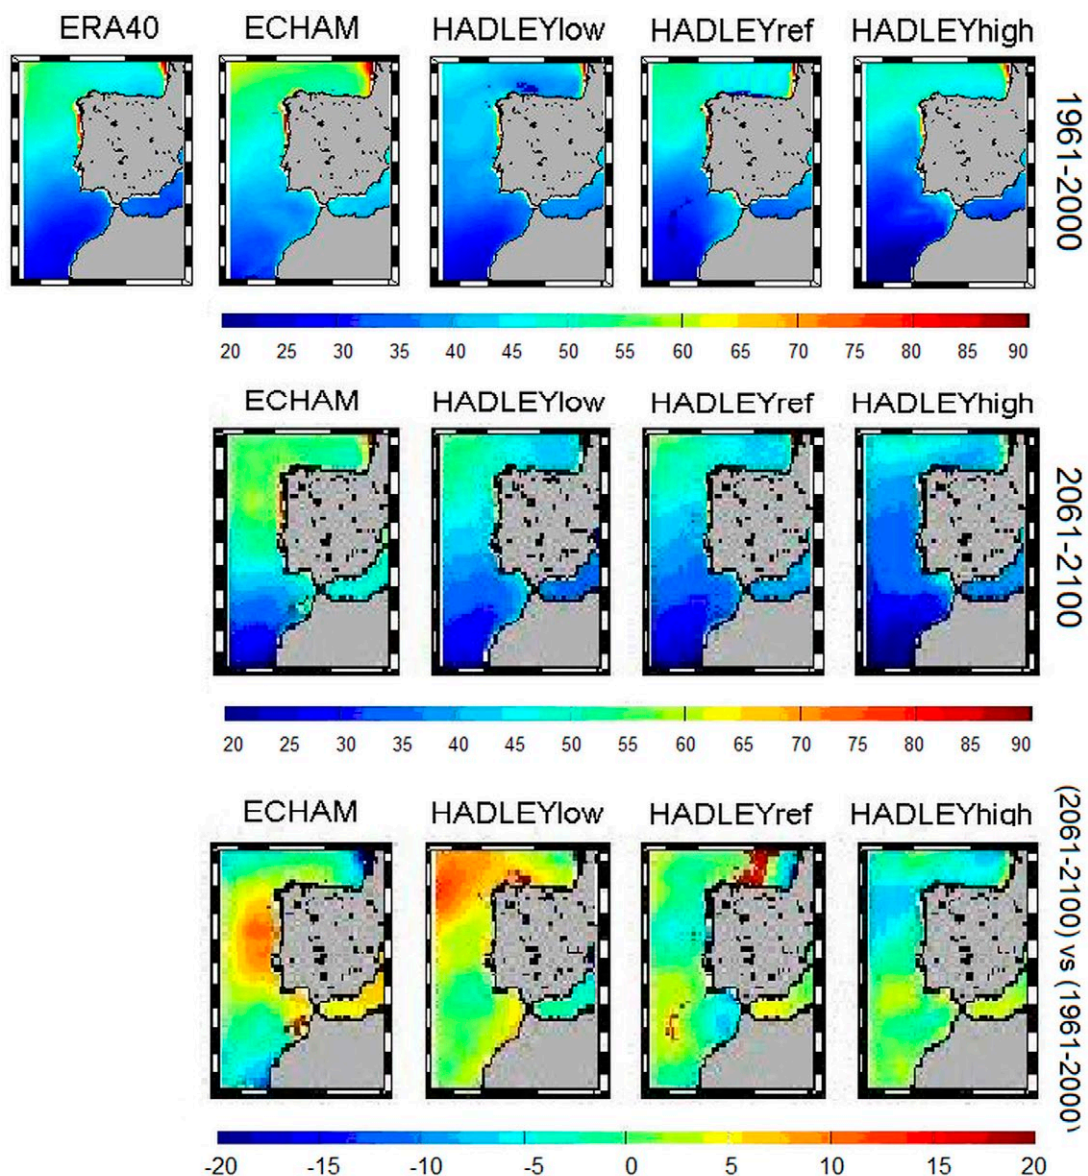 ERA40 ECHAM HADLEYlow HADLEYref HADLEYhigh
1961-2000
20 25 30 35 40 45 50 55 60 65 70 75 80 85 90
ECHAM HADLEYlow HADLEYref HADLEYhigh
2061-2100
20 25 30 35 40 45 50 55 60 65 70 75 80 85 90
ECHAM HADLEYlow HADLEYref HADLEYhigh
(2061-2100) vs (1961-2000)
-20 -15 -10 -5 0 5 10 15 20